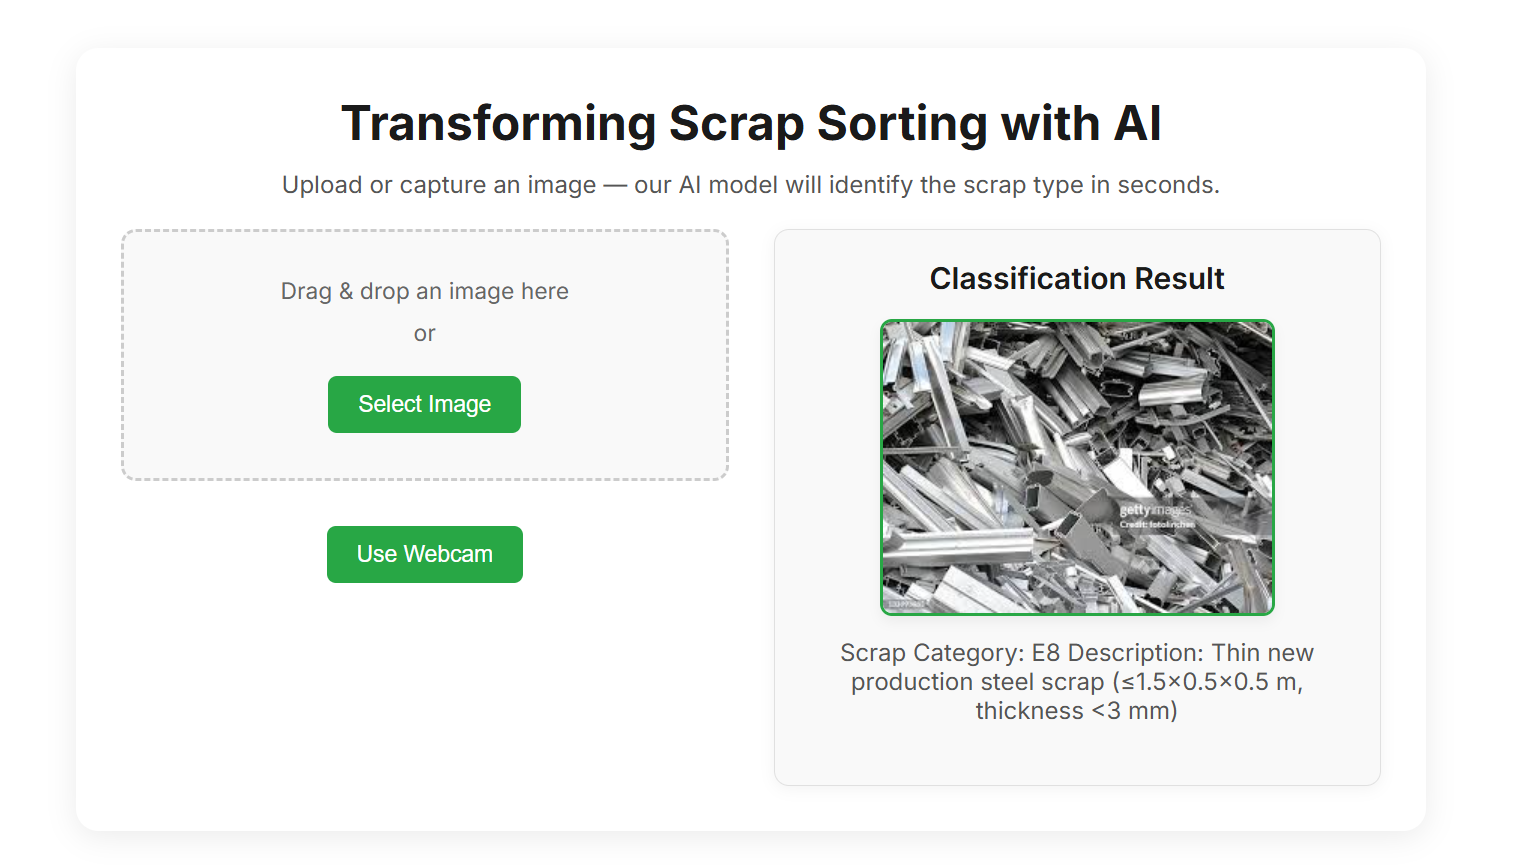 Transforming Scrap Sorting with AI
Upload or capture an image — our AI model will identify the scrap type in seconds.
Drag & drop an image here
or
Select Image
Use Webcam
Classification Result
gettyimages
Credit: fotolinchen
Scrap Category: E8 Description: Thin new
production steel scrap (≤1.5×0.5×0.5 m,
thickness <3 mm)